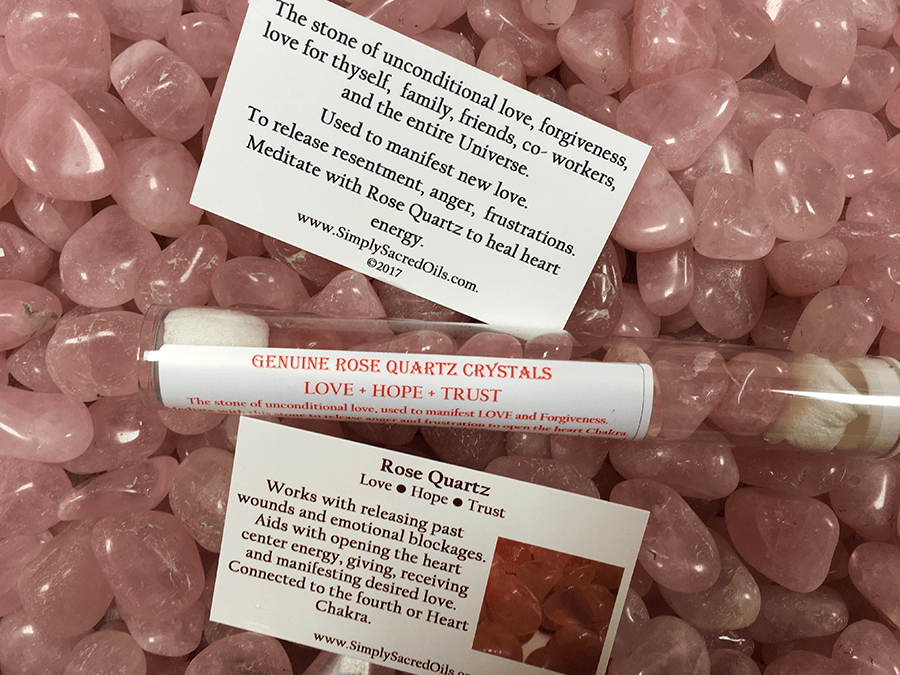 The stone of unconditional love, forgiveness,
love for thyself, family, friends, co- workers,
and the entire Universe.
Used to manifest new love.
To release resentment, anger, frustrations.
Meditate with Rose Quartz to heal heart
energy.
www.SimplySacredOils.com.
©2017
GENUINE ROSE QUARTZ CRYSTALS
LOVE + HOPE + TRUST
The stone of unconditional love, used to manifest LOVE and Forgiveness.
to release anger and frustration to open the heart Chakra.
Rose Quartz
Love ● Hope ● Trust
Works with releasing past
wounds and emotional blockages.
Aids with opening the heart
center energy, giving, receiving
and manifesting desired love.
Connected to the fourth or Heart
Chakra.
www.SimplySacredOils.co